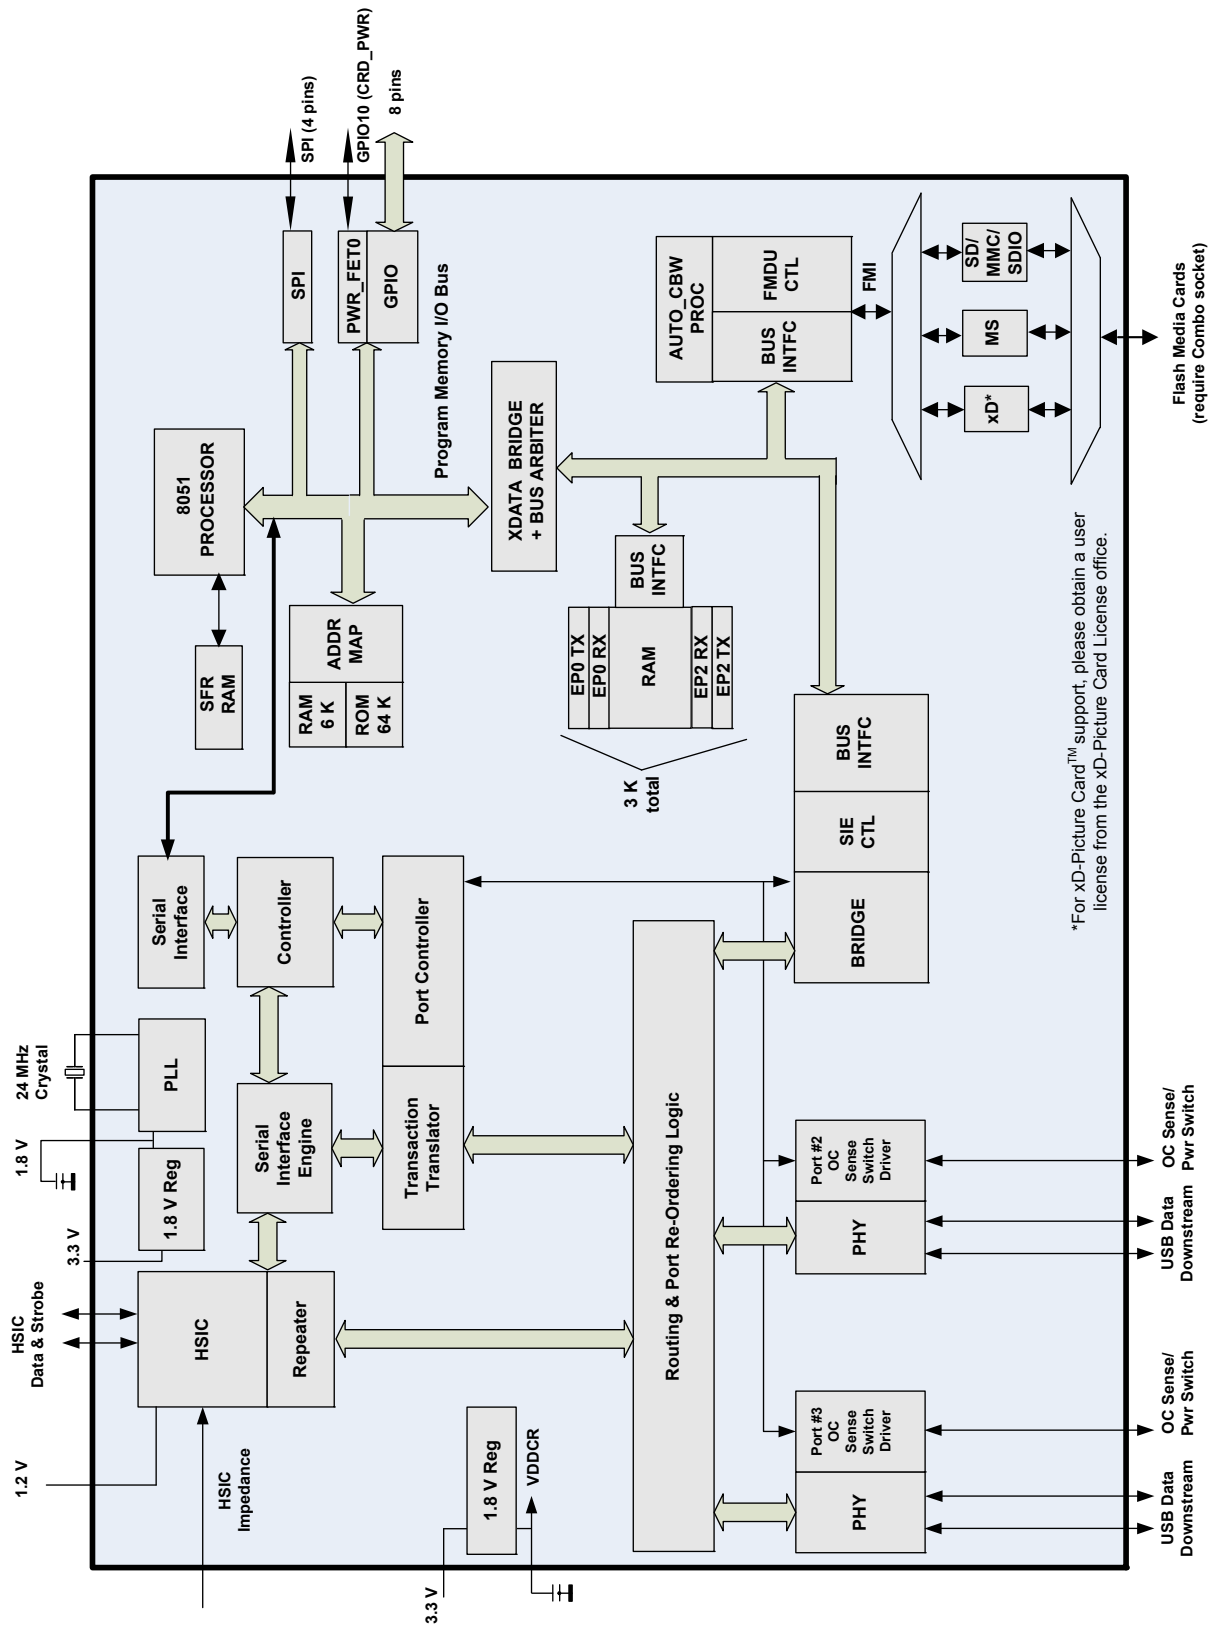 1.2 V
HSIC
Data & Strobe
3.3 V
1.8 V
24 MHz
Crystal
HSIC
Impedance
HSIC
Repeater
1.8 V Reg
PLL
Serial
Interface
Serial
Interface
Engine
Controller
Transaction
Translator
Port Controller
SFR
RAM
8051
PROCESSOR
RAM
6 K
ROM
64 K
ADDR
MAP
SPI
SPI (4 pins)
PWR_FET0
GPIO
GPIO10 (CRD_PWR)
8 pins
Program Memory I/O Bus
3.3 V
1.8 V Reg
VDDCR
XDATA BRIDGE
+ BUS ARBITER
3 K
total
EP0 TX
EP0 RX
RAM
EP2 RX
EP2 TX
BUS
INTFC
AUTO_CBW
PROC
BUS
INTFC
FMDU
CTL
FMI
Routing & Port Re-Ordering Logic
PHY
Port #3
OC
Sense
Switch
Driver
PHY
Port #2
OC
Sense
Switch
Driver
BRIDGE
SIE
CTL
BUS
INTFC
xD*
MS
SD/
MMC/
SDIO
*For xD-Picture Card™ support, please obtain a user
license from the xD-Picture Card License office.
USB Data
Downstream
OC Sense/
Pwr Switch
USB Data
Downstream
OC Sense/
Pwr Switch
Flash Media Cards
(require Combo socket)